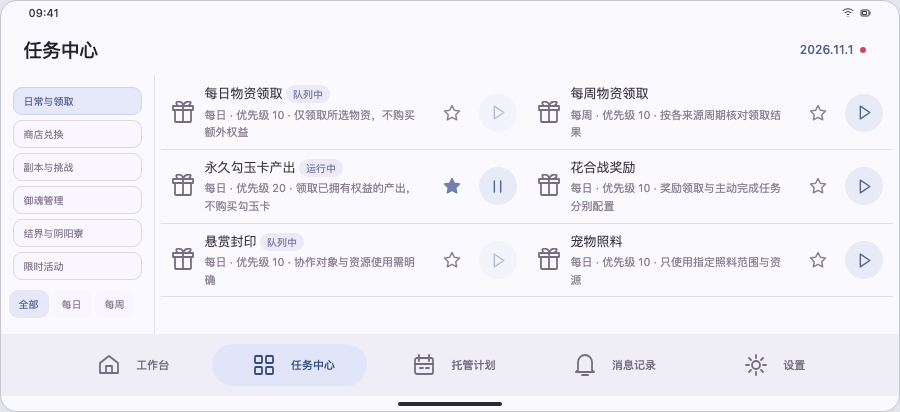 09:41
任务中心
2026.11.1
日常与领取
商店兑换
副本与挑战
御魂管理
结界与阴阳寮
限时活动
全部 每日 每周
每日物资领取 队列中
每日 · 优先级 10 · 仅领取所选物资，不购买
额外权益
每周物资领取
每周 · 优先级 10 · 按各来源周期核对领取结
果
永久勾玉卡产出 运行中
每日 · 优先级 20 · 领取已拥有权益的产出，
不购买勾玉卡
花合战奖励
每日 · 优先级 10 · 奖励领取与主动完成任务
分别配置
悬赏封印 队列中
每日 · 优先级 10 · 协作对象与资源使用需明
确
宠物照料
每日 · 优先级 10 · 只使用指定照料范围与资
源
工作台
任务中心
托管计划
消息记录
设置